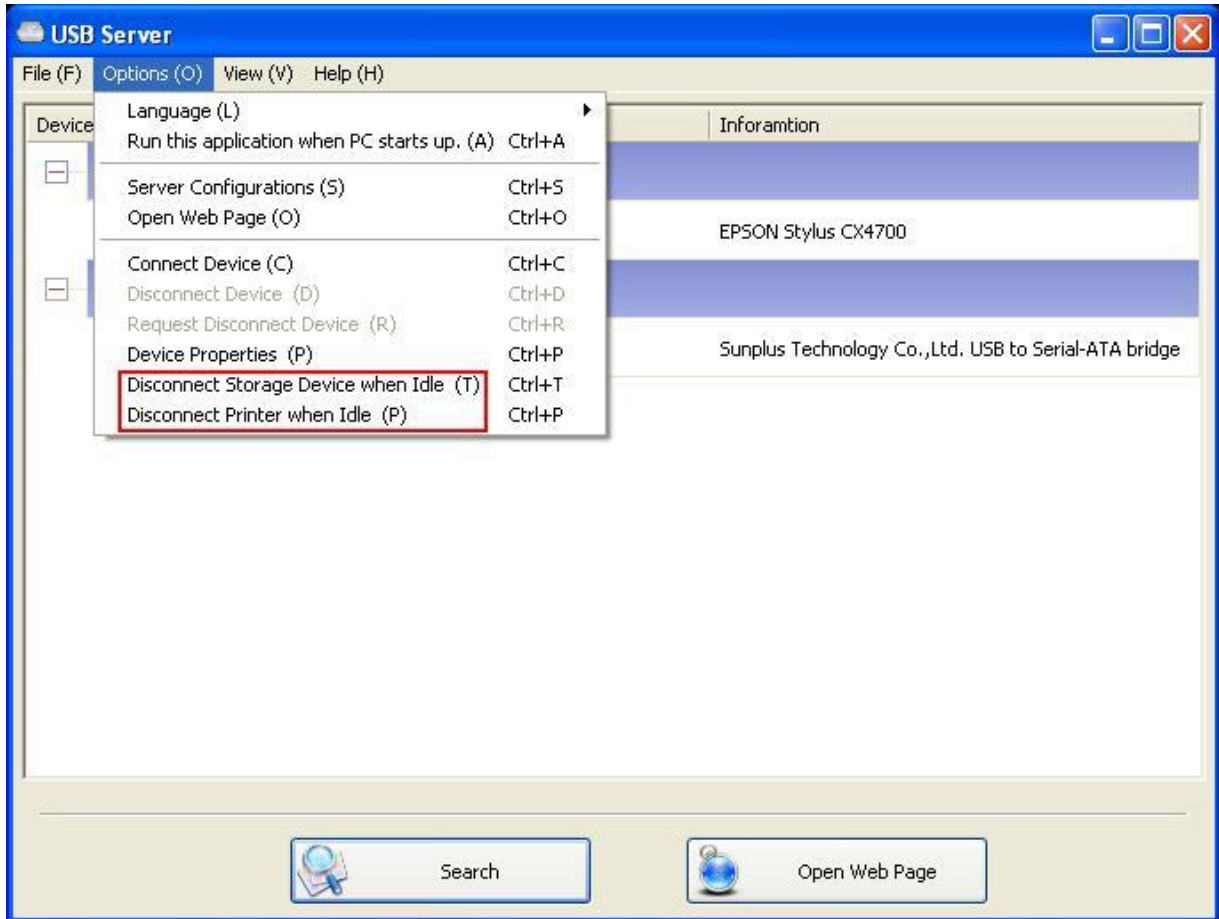 USB Server
File (F) Options (O) View (V) Help (H)
Device Inforamtion
Language (L)
Run this application when PC starts up. (A) Ctrl+A
Server Configurations (S) Ctrl+S
Open Web Page (O) Ctrl+O
EPSON Stylus CX4700
Connect Device (C) Ctrl+C
Disconnect Device (D) Ctrl+D
Request Disconnect Device (R) Ctrl+R
Device Properties (P) Ctrl+P
Sunplus Technology Co.,Ltd. USB to Serial-ATA bridge
Disconnect Storage Device when Idle (T) Ctrl+T
Disconnect Printer when Idle (P) Ctrl+P
Search
Open Web Page